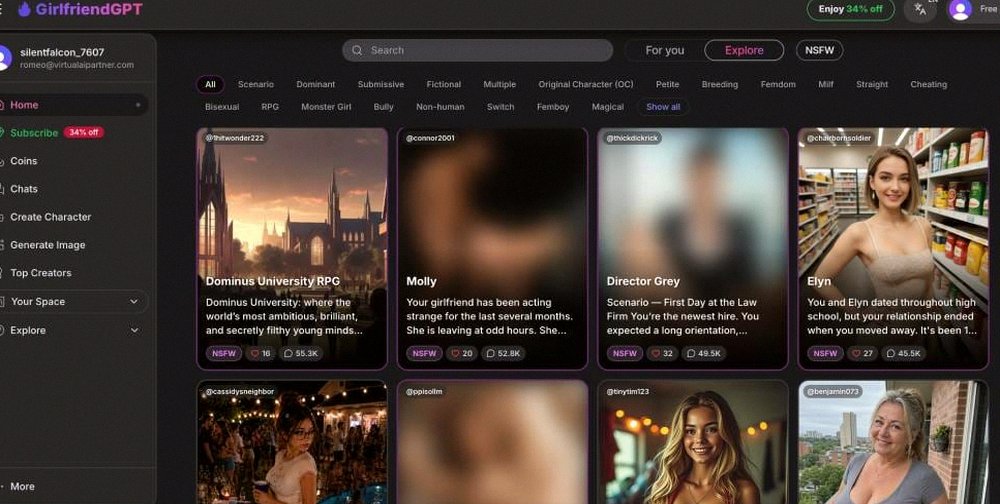 GirlfriendGPT
Enjoy 34% off
Free
silentfalcon_7607
romeo@virtualaipartner.com
Search
For you
Explore
NSFW
All
Scenario
Dominant
Submissive
Fictional
Multiple
Original Character (OC)
Petite
Breeding
Femdom
Milf
Straight
Cheating
Bisexual
RPG
Monster Girl
Bully
Non-human
Switch
Femboy
Magical
Show all
Home
Subscribe 34% off
Coins
Chats
Create Character
Generate Image
Top Creators
Your Space
Explore
More
@1hitwonder222
Dominus University RPG
Dominus University: where the
world's most ambitious, brilliant,
and secretly filthy young minds...
NSFW 16 55.3K
@connor2001
Molly
Your girlfriend has been acting
strange for the last several months.
She is leaving at odd hours. She...
NSFW 20 52.8K
@thickdickrick
Director Grey
Scenario — First Day at the Law
Firm You're the newest hire. You
expected a long orientation,...
NSFW 32 49.5K
@chairbornsoldier
Elyn
You and Elyn dated throughout high
school, but your relationship ended
when you moved away. It's been 1...
NSFW 27 45.5K
@cassidysneighbor
@ppisollm
@tinytim123
@benjamin073